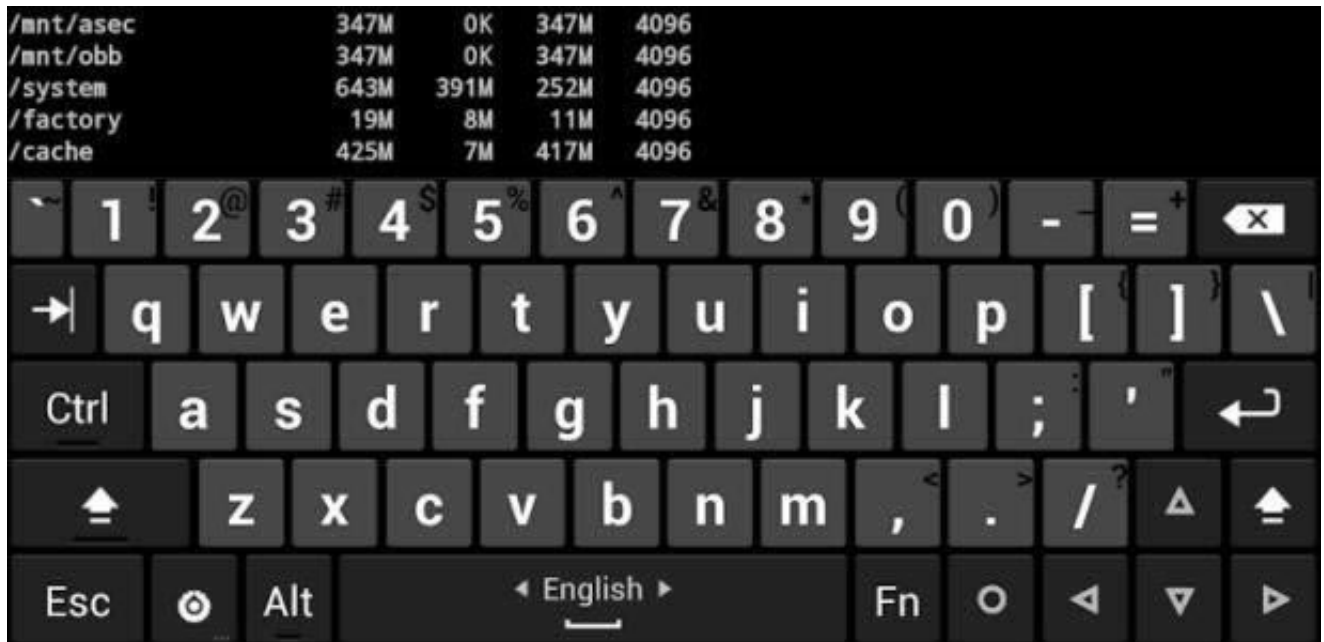 /mnt/asec 347M 0K 347M 4096
/mnt/obb 347M 0K 347M 4096
/system 643M 391M 252M 4096
/factory 19M 8M 11M 4096
/cache 425M 7M 417M 4096
` ~ 1 ! 2 @ 3 # 4 $ 5 % 6 ^ 7 & 8 * 9 ( 0 ) - _ = +
q w e r t y u i o p [ { ] } \ |
Ctrl a s d f g h j k l ; : ' "
z x c v b n m , < . > / ?
Esc ... Alt English Fn